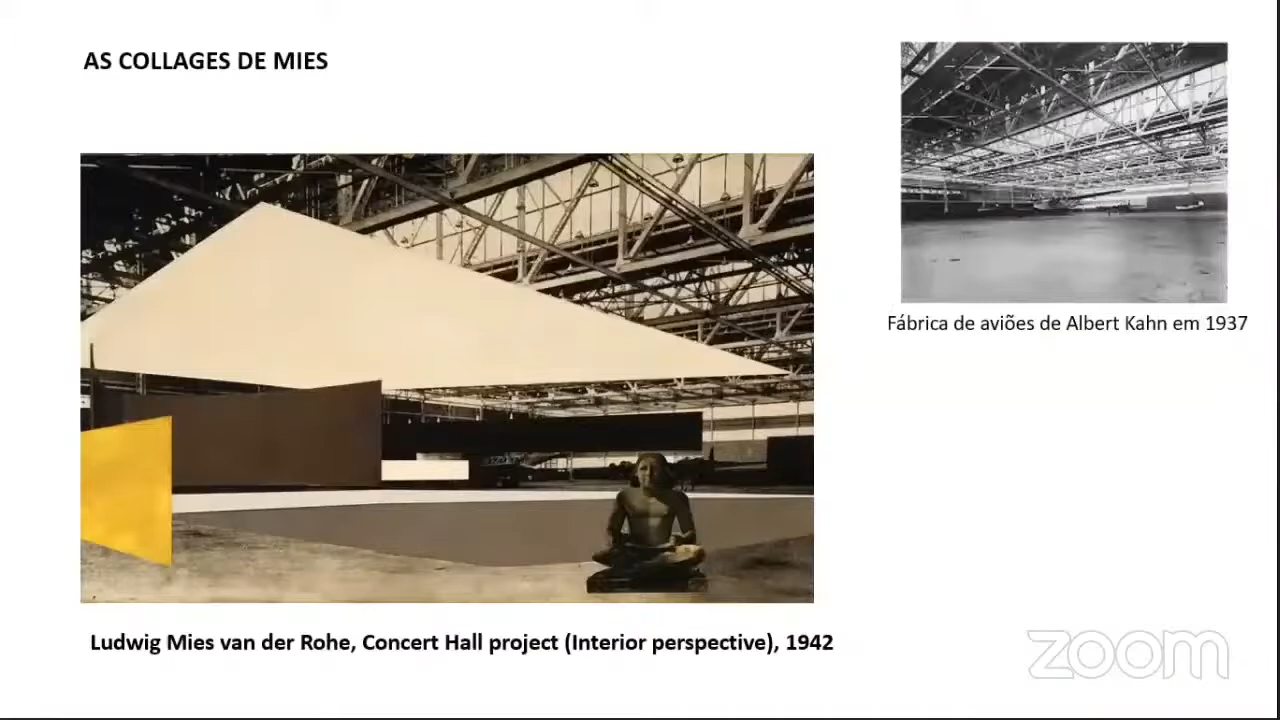 AS COLLAGES DE MIES
Fábrica de aviões de Albert Kahn em 1937
Ludwig Mies van der Rohe, Concert Hall project (Interior perspective), 1942
zoom